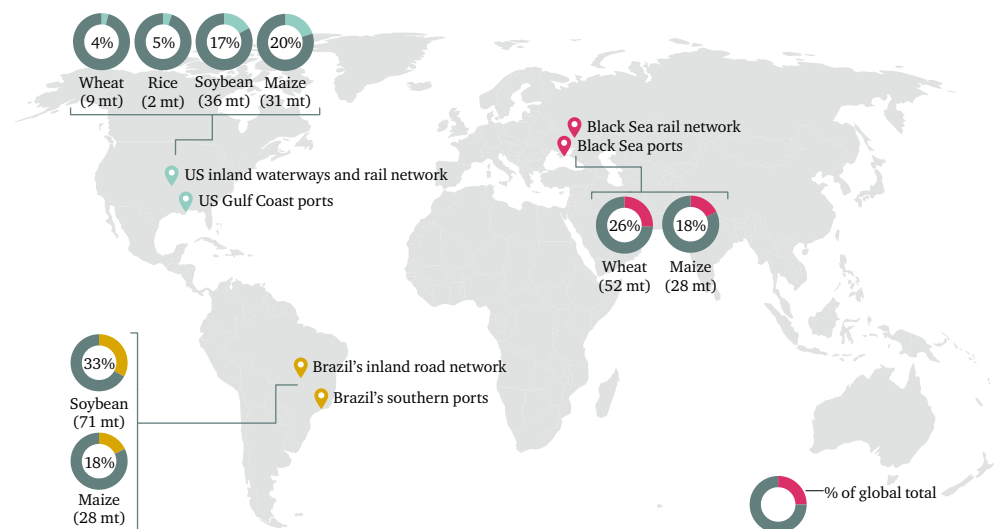 4%
5%
17%
20%
Wheat
(9 mt)
Rice
(2 mt)
Soybean
(36 mt)
Maize
(31 mt)
US inland waterways and rail network
US Gulf Coast ports
Black Sea rail network
Black Sea ports
26%
18%
Wheat
(52 mt)
Maize
(28 mt)
33%
Soybean
(71 mt)
18%
Maize
(28 mt)
Brazil’s inland road network
Brazil’s southern ports
% of global total